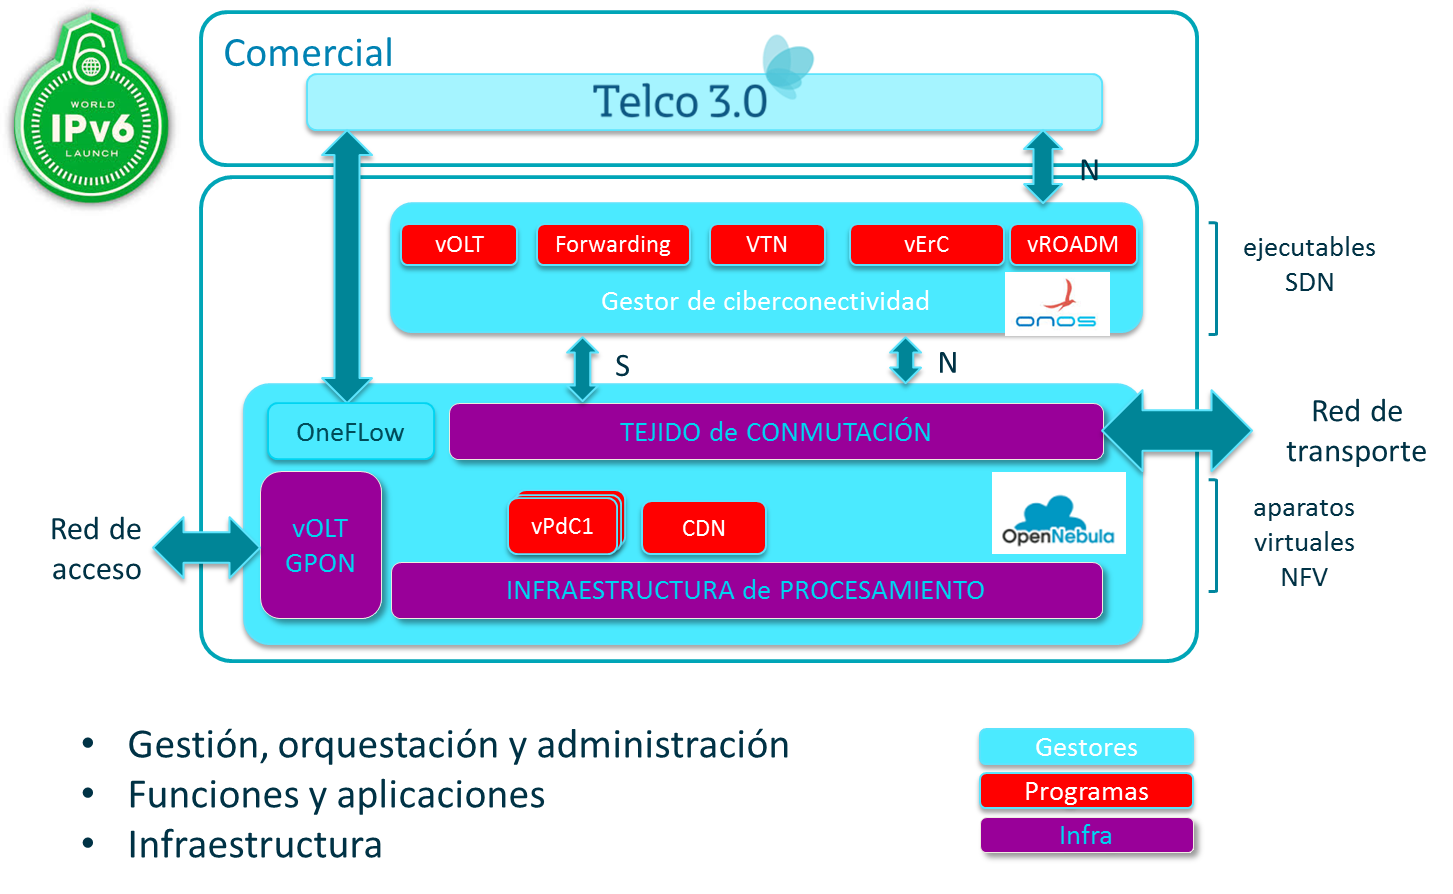 WORLD
IPv6
LAUNCH
Comercial
Telco 3.0
N
vOLT
Forwarding
VTN
vErC
vROADM
Gestor de ciberconectividad
onos
ejecutables
SDN
S
N
OneFLow
TEJIDO de CONMUTACIÓN
Red de
transporte
vOLT
GPON
Red de
acceso
vPdC1
CDN
OpenNebula
aparatos
virtuales
NFV
INFRAESTRUCTURA de PROCESAMIENTO
• Gestión, orquestación y administración
• Funciones y aplicaciones
• Infraestructura
Gestores
Programas
Infra